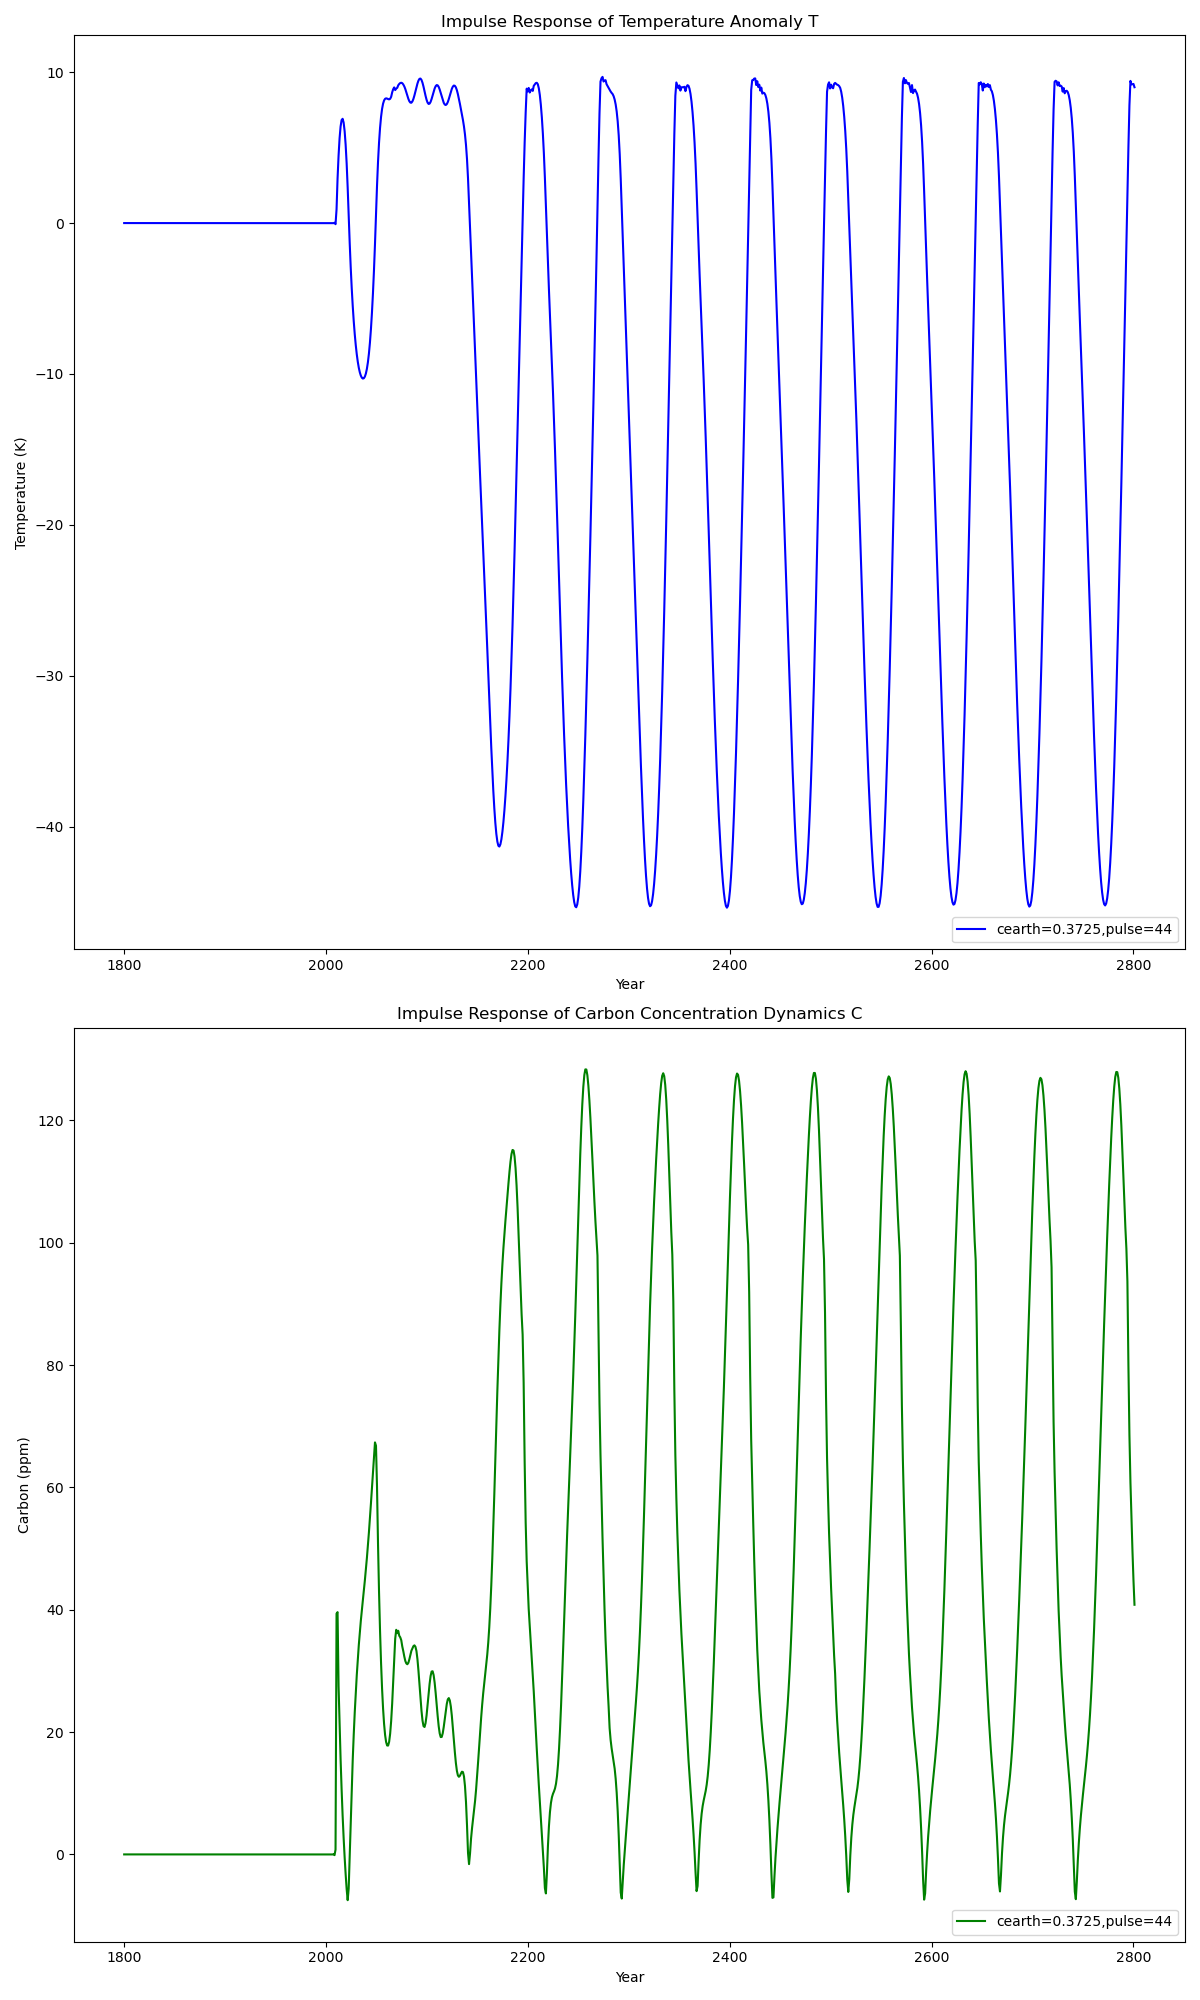 Impulse Response of Temperature Anomaly T
10
0
−10
−20
−30
−40
Temperature (K)
cearth=0.3725,pulse=44
1800 2000 2200 2400 2600 2800
Year
Impulse Response of Carbon Concentration Dynamics C
120
100
80
60
40
20
0
Carbon (ppm)
cearth=0.3725,pulse=44
1800 2000 2200 2400 2600 2800
Year